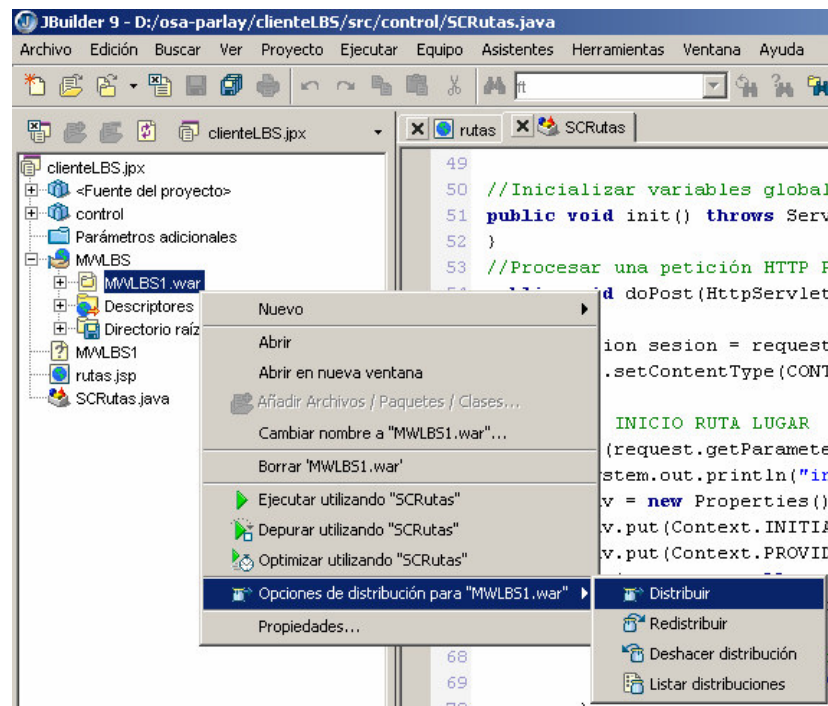 JBuilder 9 - D:/osa-parlay/clienteLBS/src/control/SCRutas.java
Archivo Edición Buscar Ver Proyecto Ejecutar Equipo Asistentes Herramientas Ventana Ayuda
ft
clienteLBS.jpx
rutas SCRutas
clienteLBS.jpx
<Fuente del proyecto>
control
Parámetros adicionales
MWLBS
MWLBS1.war
Descriptores
Directorio raíz
MWLBS1
rutas.jsp
SCRutas.java
49
50 //Inicializar variables global
51 public void init() throws Serv
52 }
53 //Procesar una petición HTTP P
d doPost(HttpServlet
ion sesion = request
.setContentType(CONT
INICIO RUTA LUGAR
(request.getParamete
stem.out.println("in
v = new Properties()
v.put(Context.INITIA
v.put(Context.PROVID
68
69
Nuevo
Abrir
Abrir en nueva ventana
Añadir Archivos / Paquetes / Clases...
Cambiar nombre a "MWLBS1.war"...
Borrar 'MWLBS1.war'
Ejecutar utilizando "SCRutas"
Depurar utilizando "SCRutas"
Optimizar utilizando "SCRutas"
Opciones de distribución para "MWLBS1.war"
Propiedades...
Distribuir
Redistribuir
Deshacer distribución
Listar distribuciones